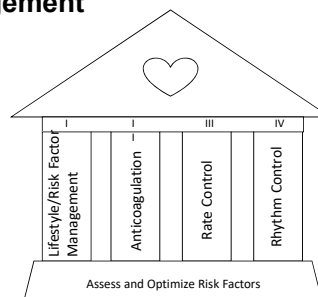 gement
I
I
I
III
IV
Lifestyle/Risk Factor
Management
Anticoagulation
Rate Control
Rhythm Control
Assess and Optimize Risk Factors